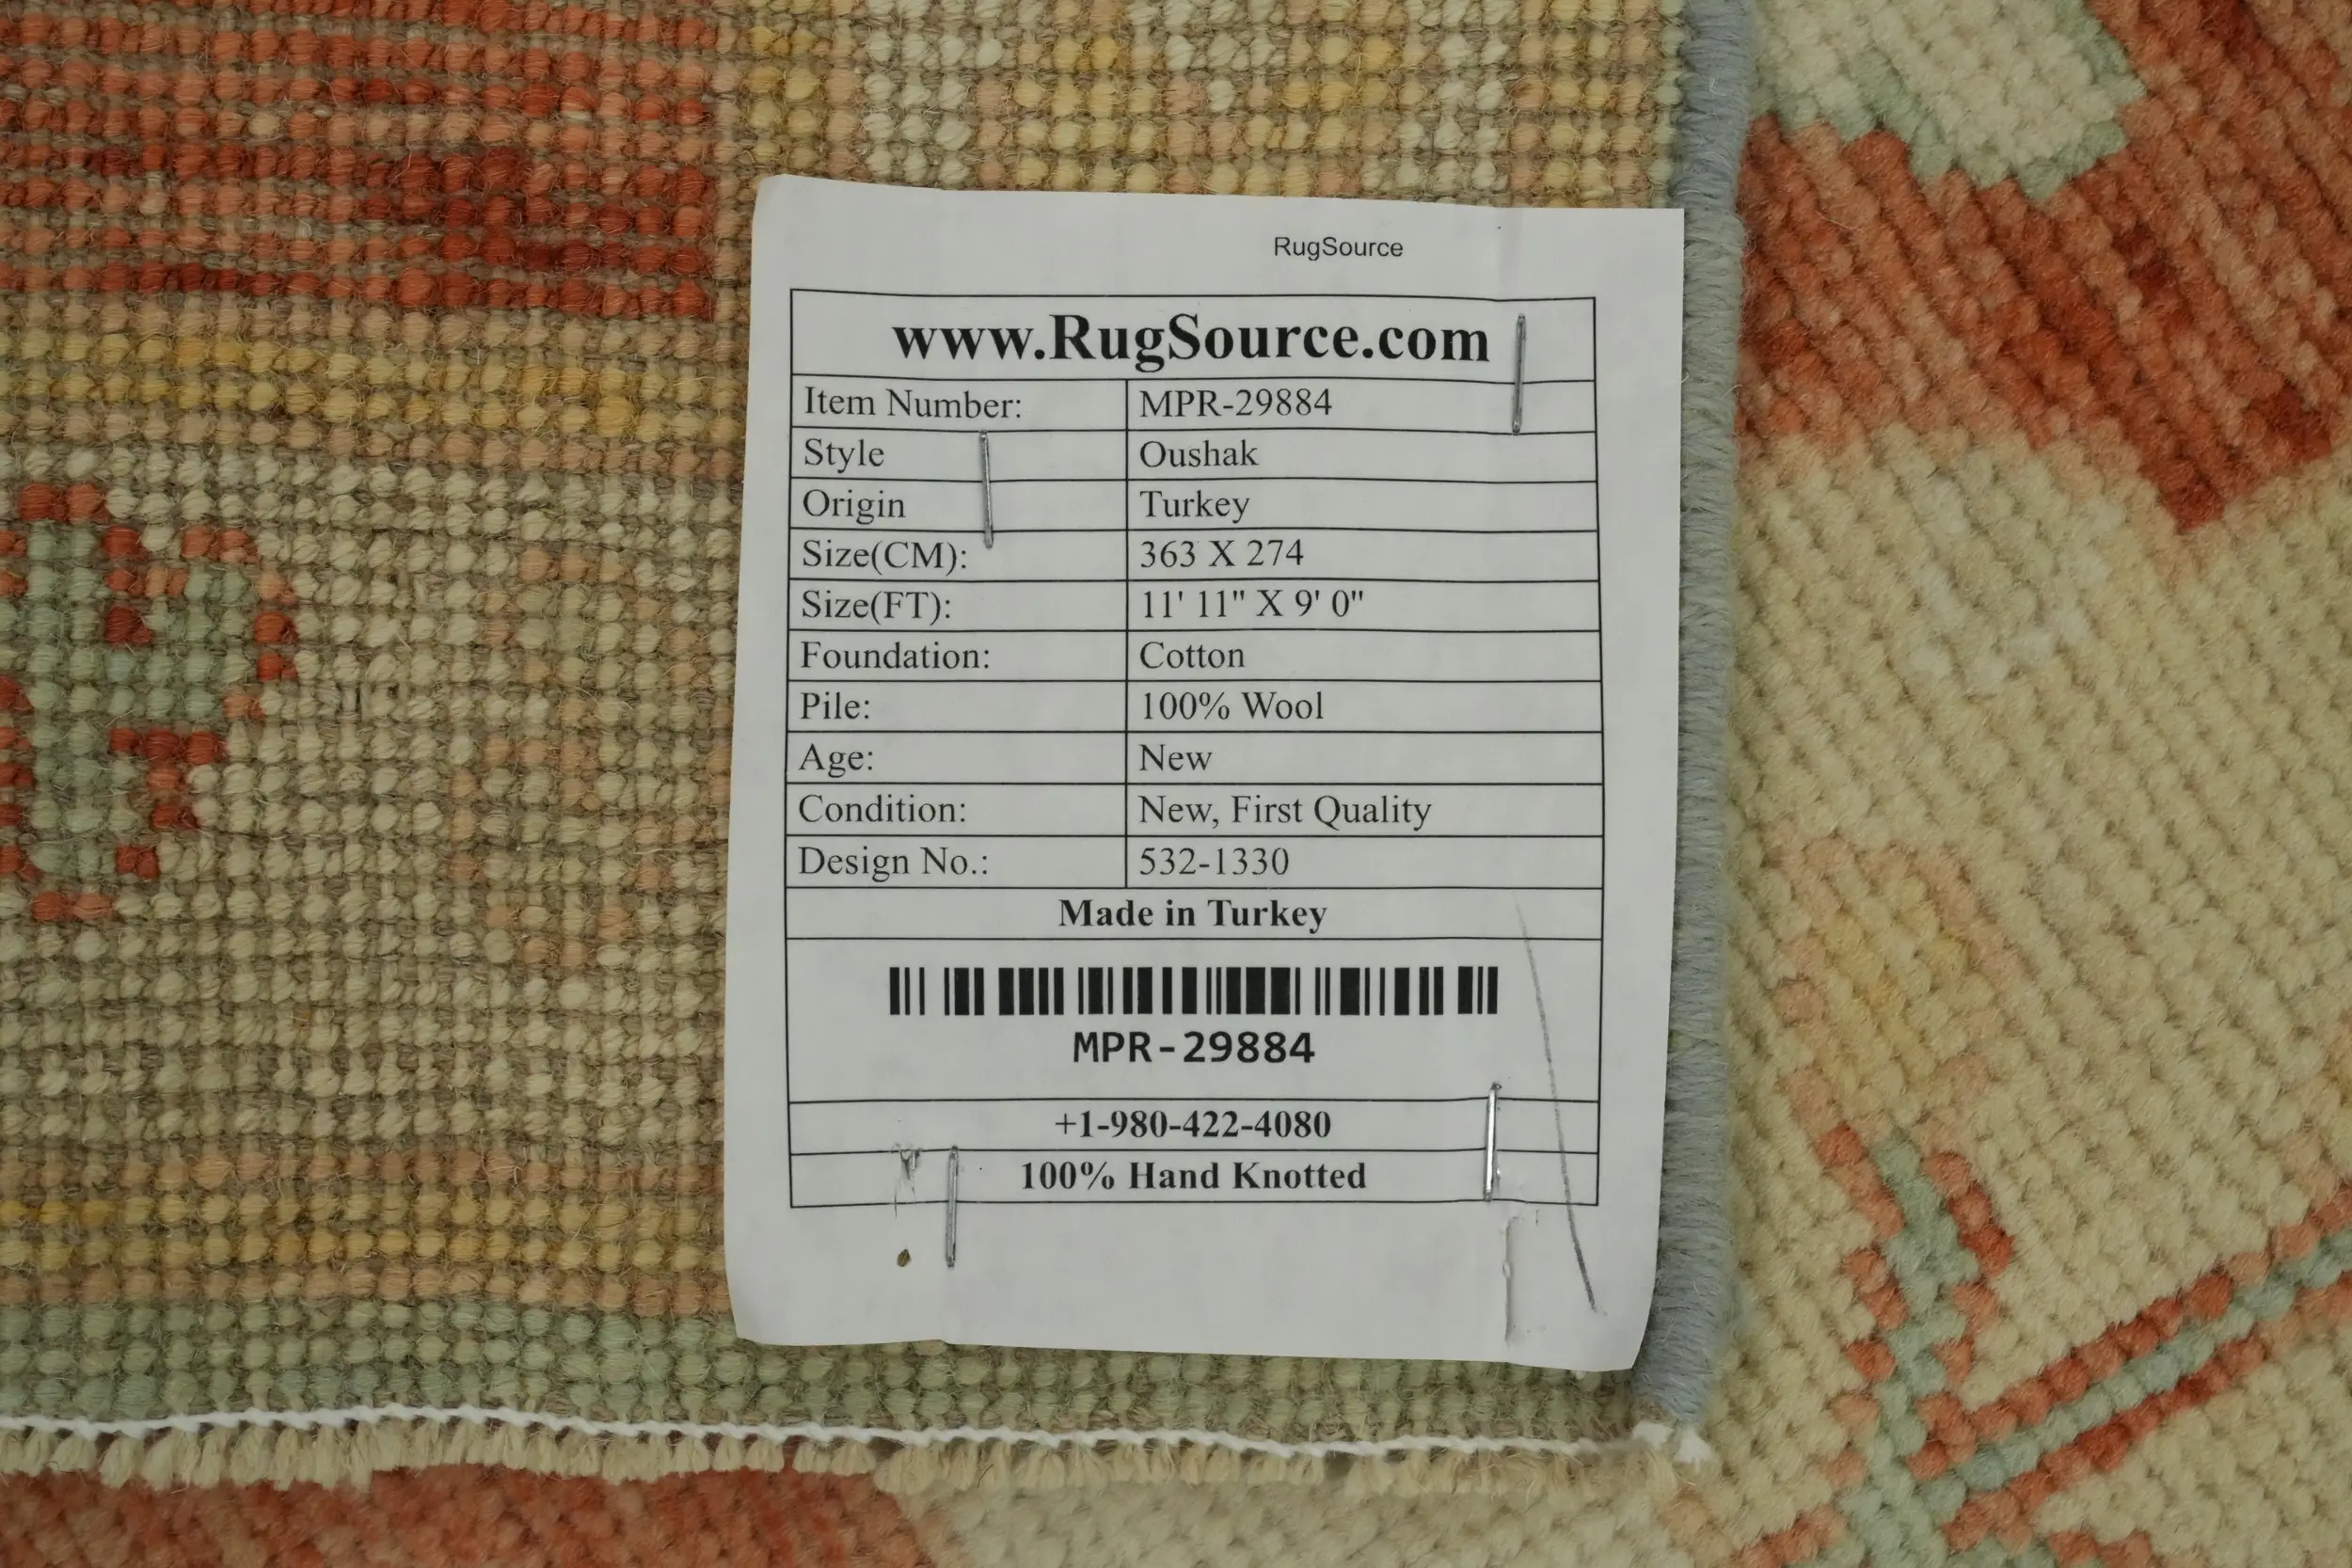 RugSource
www.RugSource.com
Item Number: MPR-29884
Style Oushak
Origin Turkey
Size(CM): 363 X 274
Size(FT): 11' 11" X 9' 0"
Foundation: Cotton
Pile: 100% Wool
Age: New
Condition: New, First Quality
Design No.: 532-1330
Made in Turkey
MPR-29884
+1-980-422-4080
100% Hand Knotted